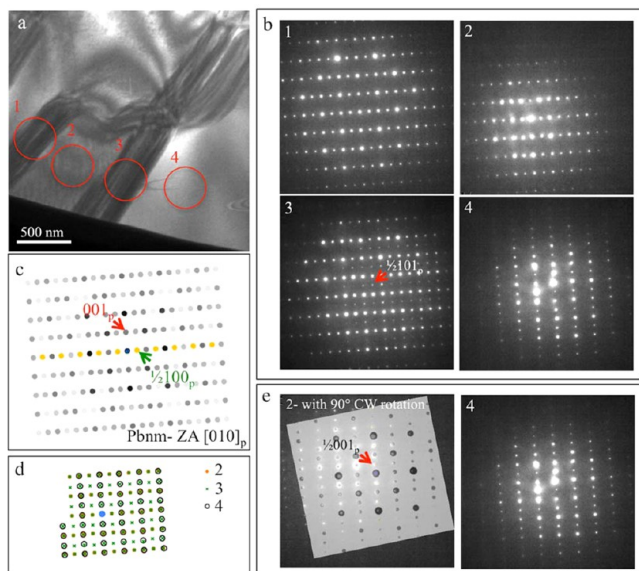 a
1
2
3
4
500 nm
b
1
2
3
½101p
4
c
001p
½100p
Pbnm- ZA [010]p
d
2
3
4
e
2- with 90° CW rotation
½001p
4